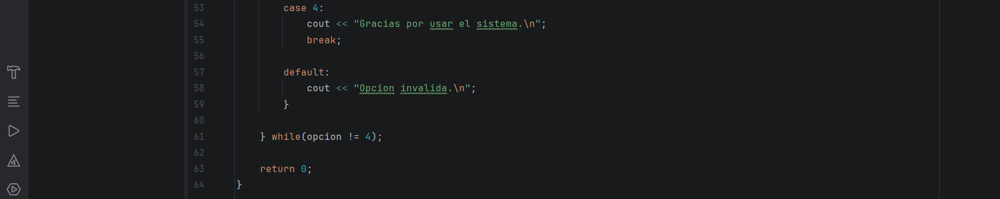 53 case 4:
54 cout << "Gracias por usar el sistema.\n";
55 break;
56
57 default:
58 cout << "Opcion invalida.\n";
59 }
60
61 } while(opcion != 4);
62
63 return 0;
64 }